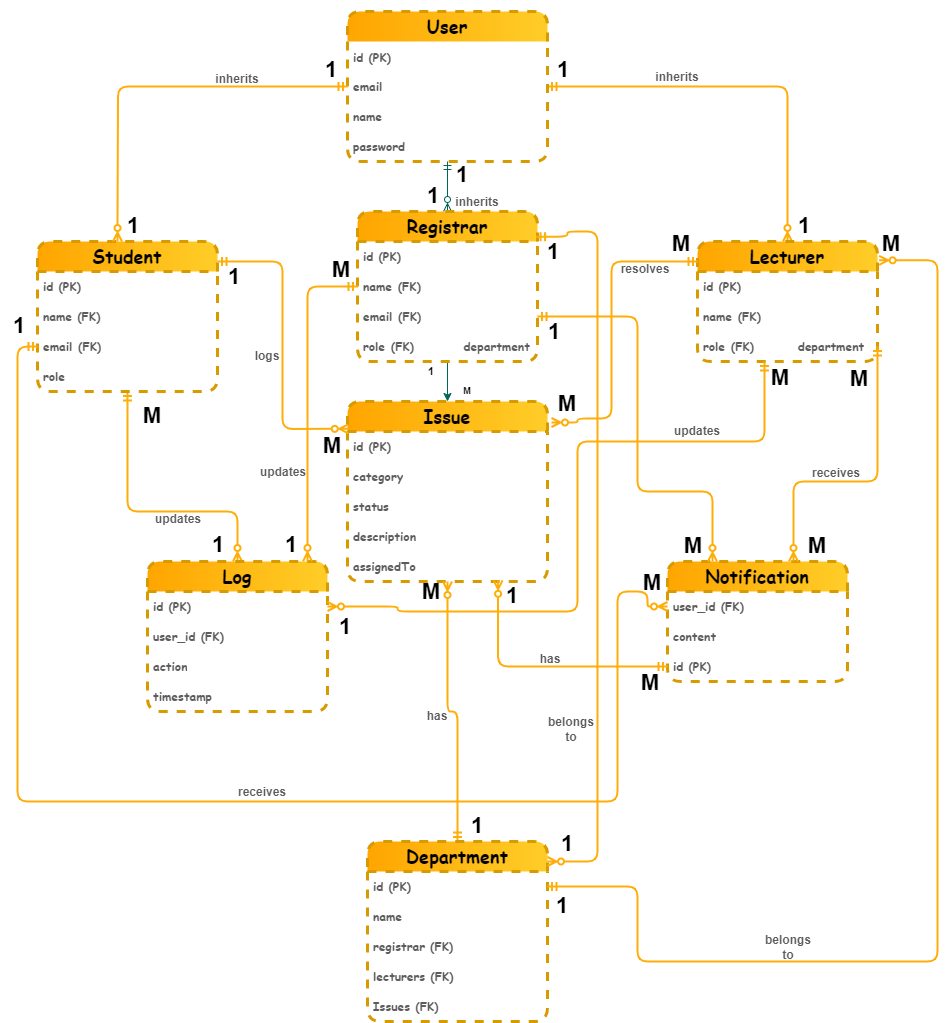 User
id (PK)
email
name
password
1
1
inherits
inherits
1
1
inherits
1
1
Student
id (PK)
name (FK)
email (FK)
role
1
1
M
Registrar
id (PK)
name (FK)
email (FK)
role (FK) department
M
1
1
1
M
Lecturer
id (PK)
name (FK)
role (FK) department
M
M
M
M
resolves
logs
M
M
Issue
id (PK)
category
status
description
assignedTo
M
1
updates
updates
updates
receives
1
1
Log
id (PK)
user_id (FK)
action
timestamp
1
M
M
M
Notification
user_id (FK)
content
id (PK)
M
has
has
belongs
to
receives
1
1
Department
id (PK)
name
registrar (FK)
lecturers (FK)
Issues (FK)
1
belongs
to